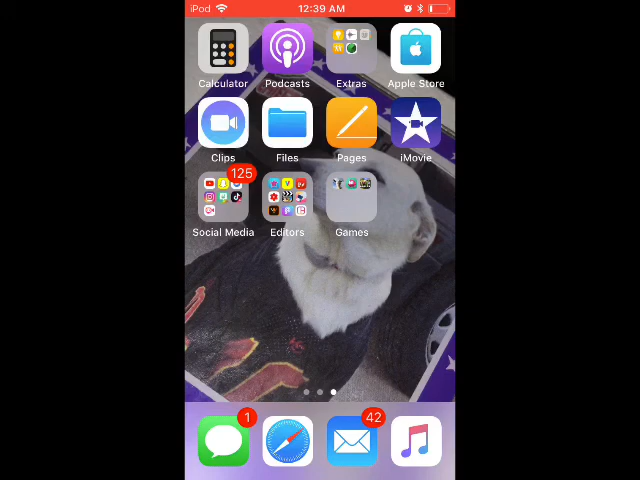 iPod 12:39 AM
Calculator Podcasts Extras Apple Store
Clips Files Pages iMovie
125
Social Media Editors Games
1 42